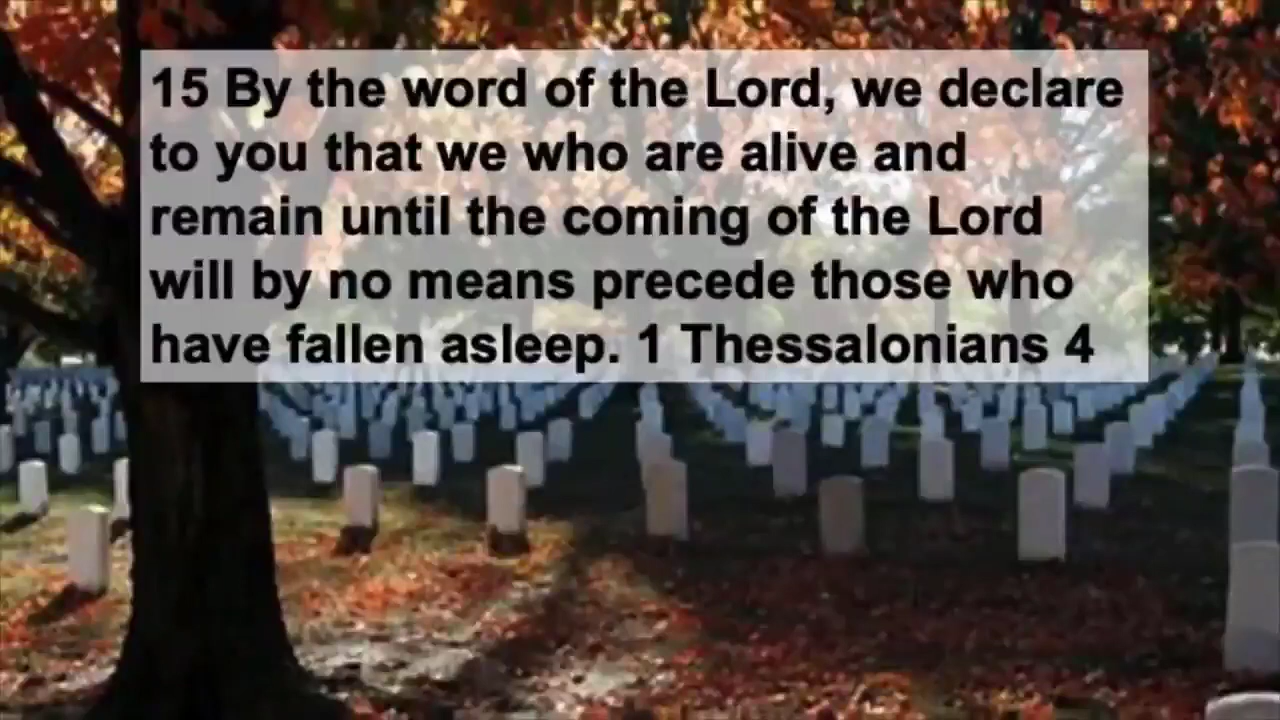 15 By the word of the Lord, we declare
to you that we who are alive and
remain until the coming of the Lord
will by no means precede those who
have fallen asleep. 1 Thessalonians 4